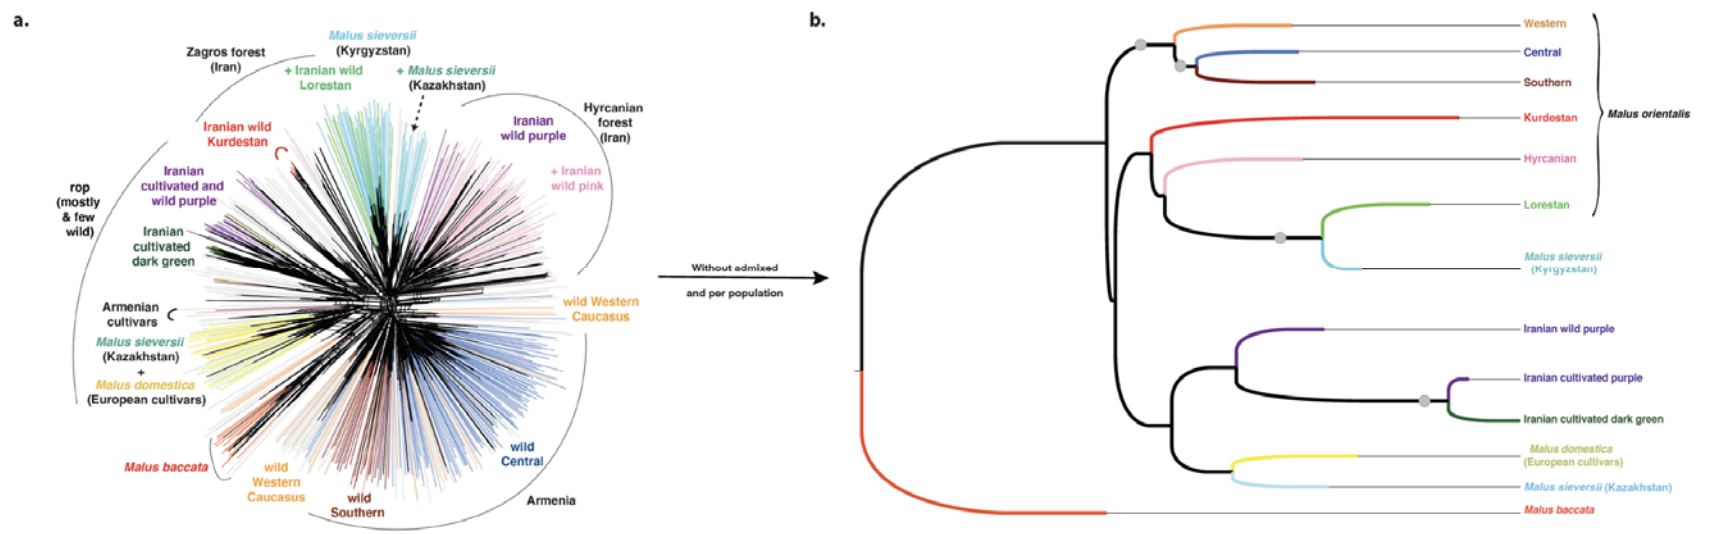 a.
Malus sieversii
(Kyrgyzstan)
Zagros forest
(Iran)
+ Iranian wild
Lorestan
+ Malus sieversii
(Kazakhstan)
Hyrcanian
forest
(Iran)
Iranian
wild purple
+ Iranian
wild pink
Iranian wild
Kurdestan
Iranian
cultivated and
wild purple
rop
(mostly
& few
wild)
Iranian
cultivated
dark green
Armenian
cultivars
Malus sieversii
(Kazakhstan)
+
Malus domestica
(European cultivars)
Malus baccata
wild
Western
Caucasus
wild
Southern
wild
Central
Armenia
wild Western
Caucasus
Without admixed
and per population
b.
Western
Central
Southern
Kurdestan
Hyrcanian
Lorestan
Malus orientalis
Malus sieversii
(Kyrgyzstan)
Iranian wild purple
Iranian cultivated purple
Iranian cultivated dark green
Malus domestica
(European cultivars)
Malus sieversii (Kazakhstan)
Malus baccata